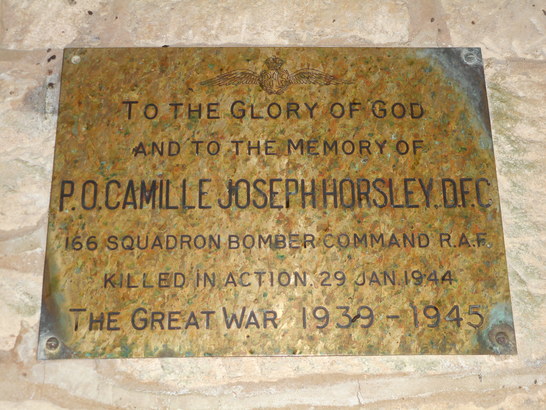 TO THE GLORY OF GOD
AND TO THE MEMORY OF
P.O. CAMILLE JOSEPH HORSLEY. D.F.C.
166 SQUADRON BOMBER COMMAND R.A.F.
KILLED IN ACTION. 29 JAN. 1944
THE GREAT WAR. 1939 - 1945